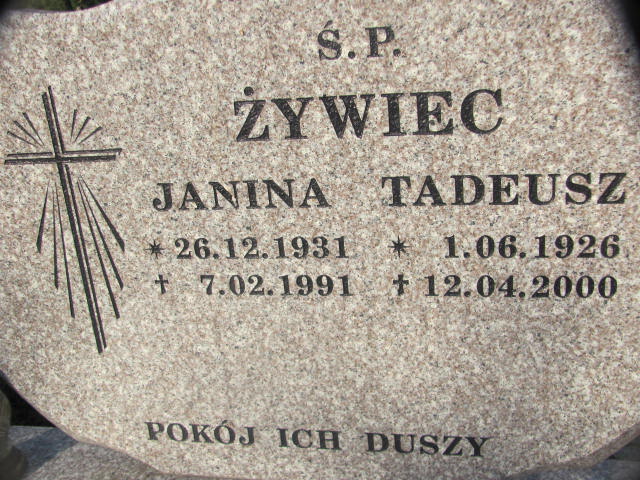 Ś.P.
ŻYWIEC
JANINA TADEUSZ
* 26.12.1931 * 1.06.1926
† 7.02.1991 † 12.04.2000
POKÓJ ICH DUSZY